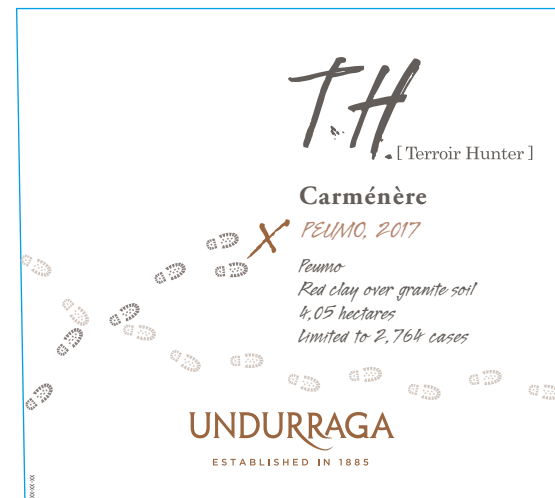 T.H.
[ Terroir Hunter ]
Carménère
PEUMO, 2017
Peumo
Red clay over granite soil
4,05 hectares
Limited to 2,764 cases
UNDURRAGA
ESTABLISHED IN 1885